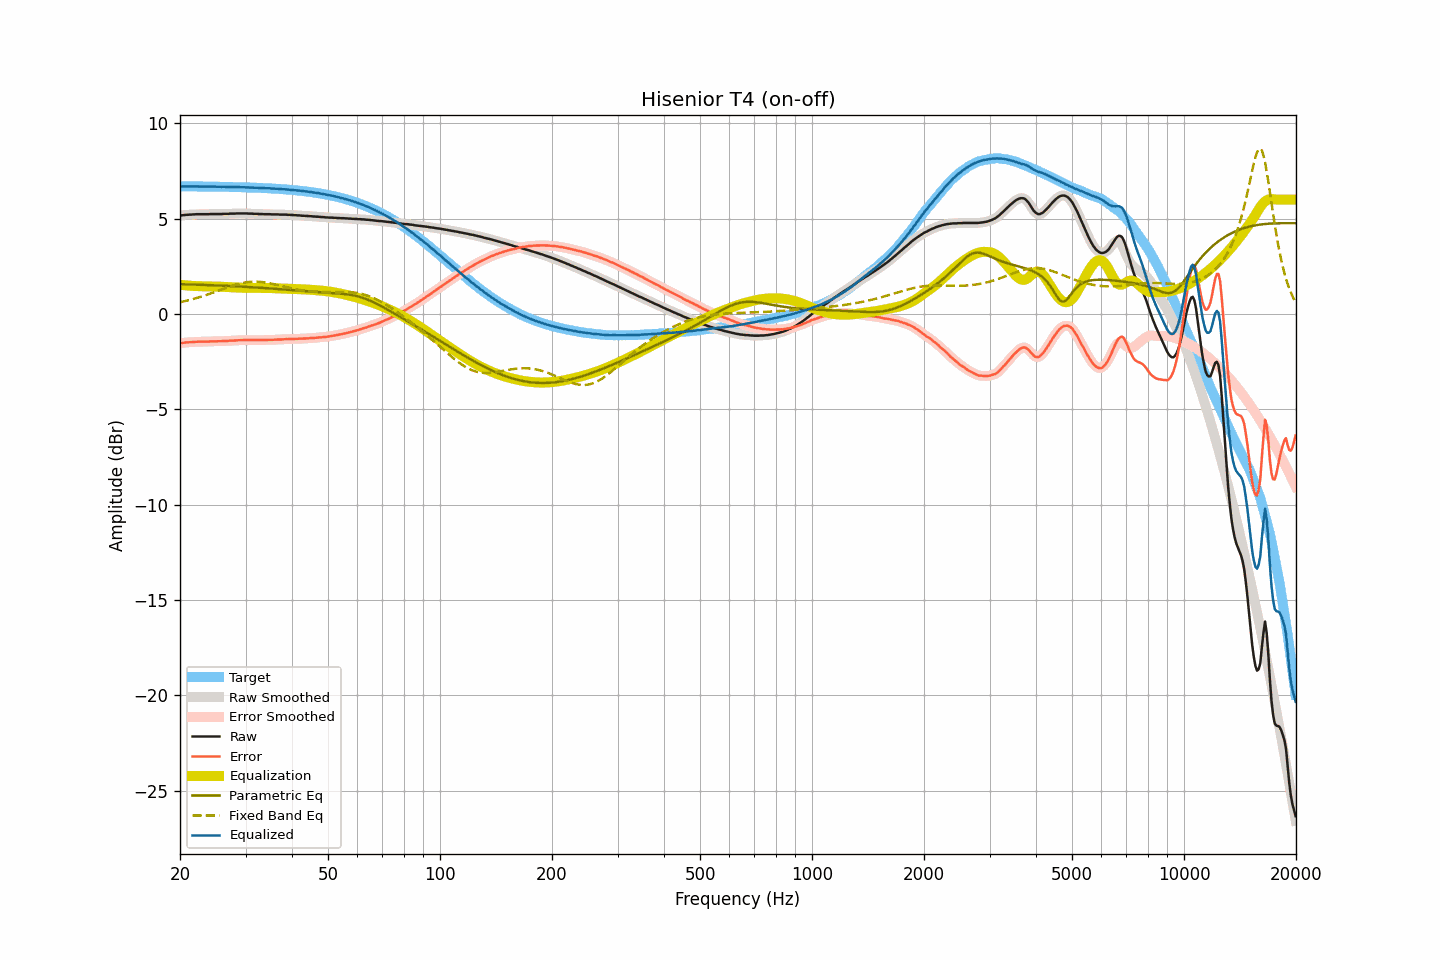 Hisenior T4 (on-off)
10
5
0
−5
−10
−15
−20
−25
Amplitude (dBr)
Target
Raw Smoothed
Error Smoothed
Raw
Error
Equalization
Parametric Eq
Fixed Band Eq
Equalized
20 50 100 200 500 1000 2000 5000 10000 20000
Frequency (Hz)